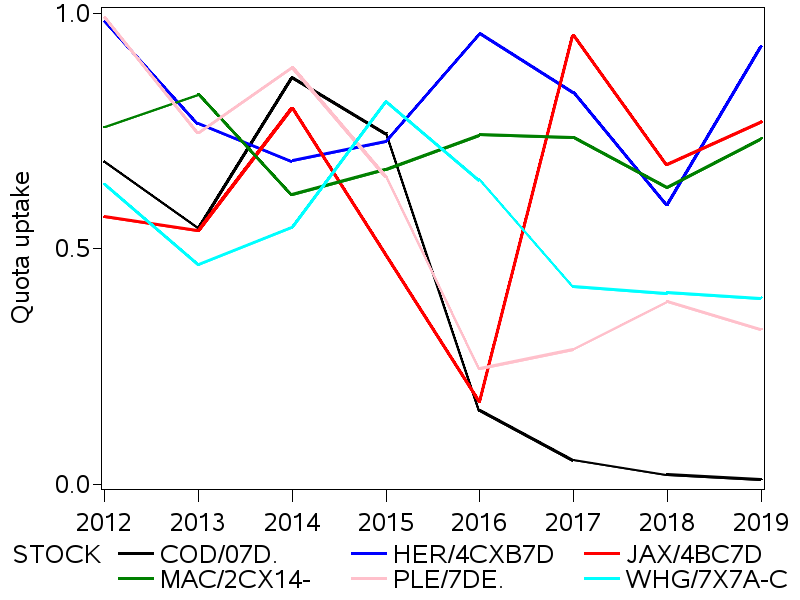 1.0
0.5
0.0
Quota uptake
2012 2013 2014 2015 2016 2017 2018 2019
STOCK COD/07D. HER/4CXB7D JAX/4BC7D
MAC/2CX14- PLE/7DE. WHG/7X7A-C